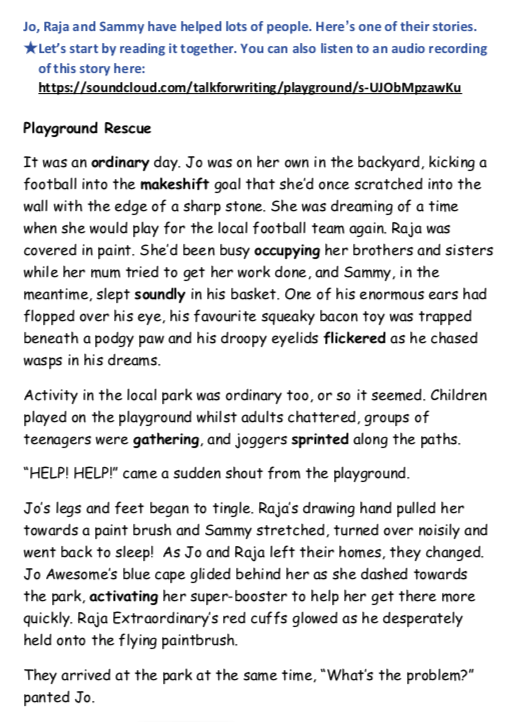 Jo, Raja and Sammy have helped lots of people. Here's one of their stories.
★Let's start by reading it together. You can also listen to an audio recording
of this story here:
https://soundcloud.com/talkforwriting/playground/s-UJObMpzawKu
Playground Rescue
It was an ordinary day. Jo was on her own in the backyard, kicking a
football into the makeshift goal that she'd once scratched into the
wall with the edge of a sharp stone. She was dreaming of a time
when she would play for the local football team again. Raja was
covered in paint. She'd been busy occupying her brothers and sisters
while her mum tried to get her work done, and Sammy, in the
meantime, slept soundly in his basket. One of his enormous ears had
flopped over his eye, his favourite squeaky bacon toy was trapped
beneath a podgy paw and his droopy eyelids flickered as he chased
wasps in his dreams.
Activity in the local park was ordinary too, or so it seemed. Children
played on the playground whilst adults chattered, groups of
teenagers were gathering, and joggers sprinted along the paths.
"HELP! HELP!" came a sudden shout from the playground.
Jo's legs and feet began to tingle. Raja's drawing hand pulled her
towards a paint brush and Sammy stretched, turned over noisily and
went back to sleep! As Jo and Raja left their homes, they changed.
Jo Awesome's blue cape glided behind her as she dashed towards
the park, activating her super-booster to help her get there more
quickly. Raja Extraordinary's red cuffs glowed as he desperately
held onto the flying paintbrush.
They arrived at the park at the same time, "What's the problem?"
panted Jo.